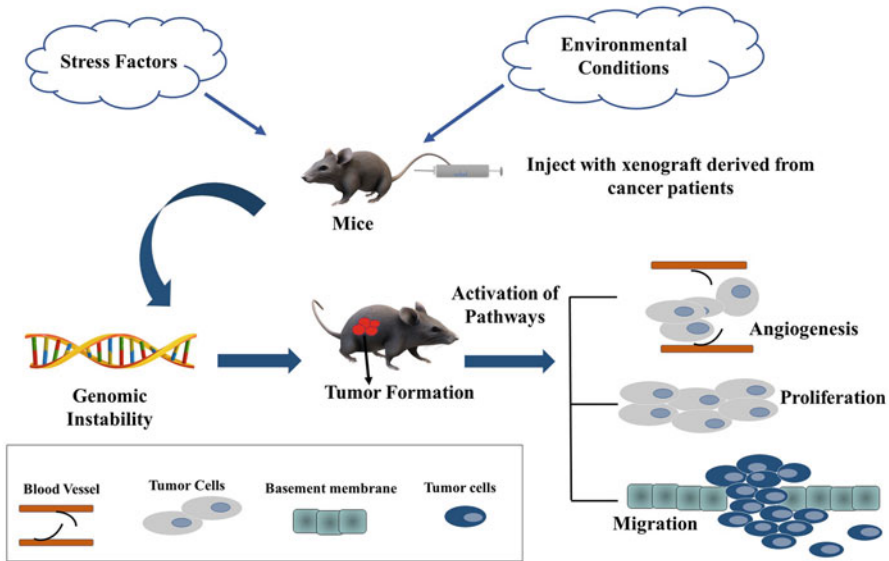 Stress Factors
Environmental
Conditions
Inject with xenograft derived from
cancer patients
Mice
Activation of
Pathways
Angiogenesis
Genomic
Instability
Tumor Formation
Proliferation
Blood Vessel
Tumor Cells
Basement membrane
Tumor cells
Migration